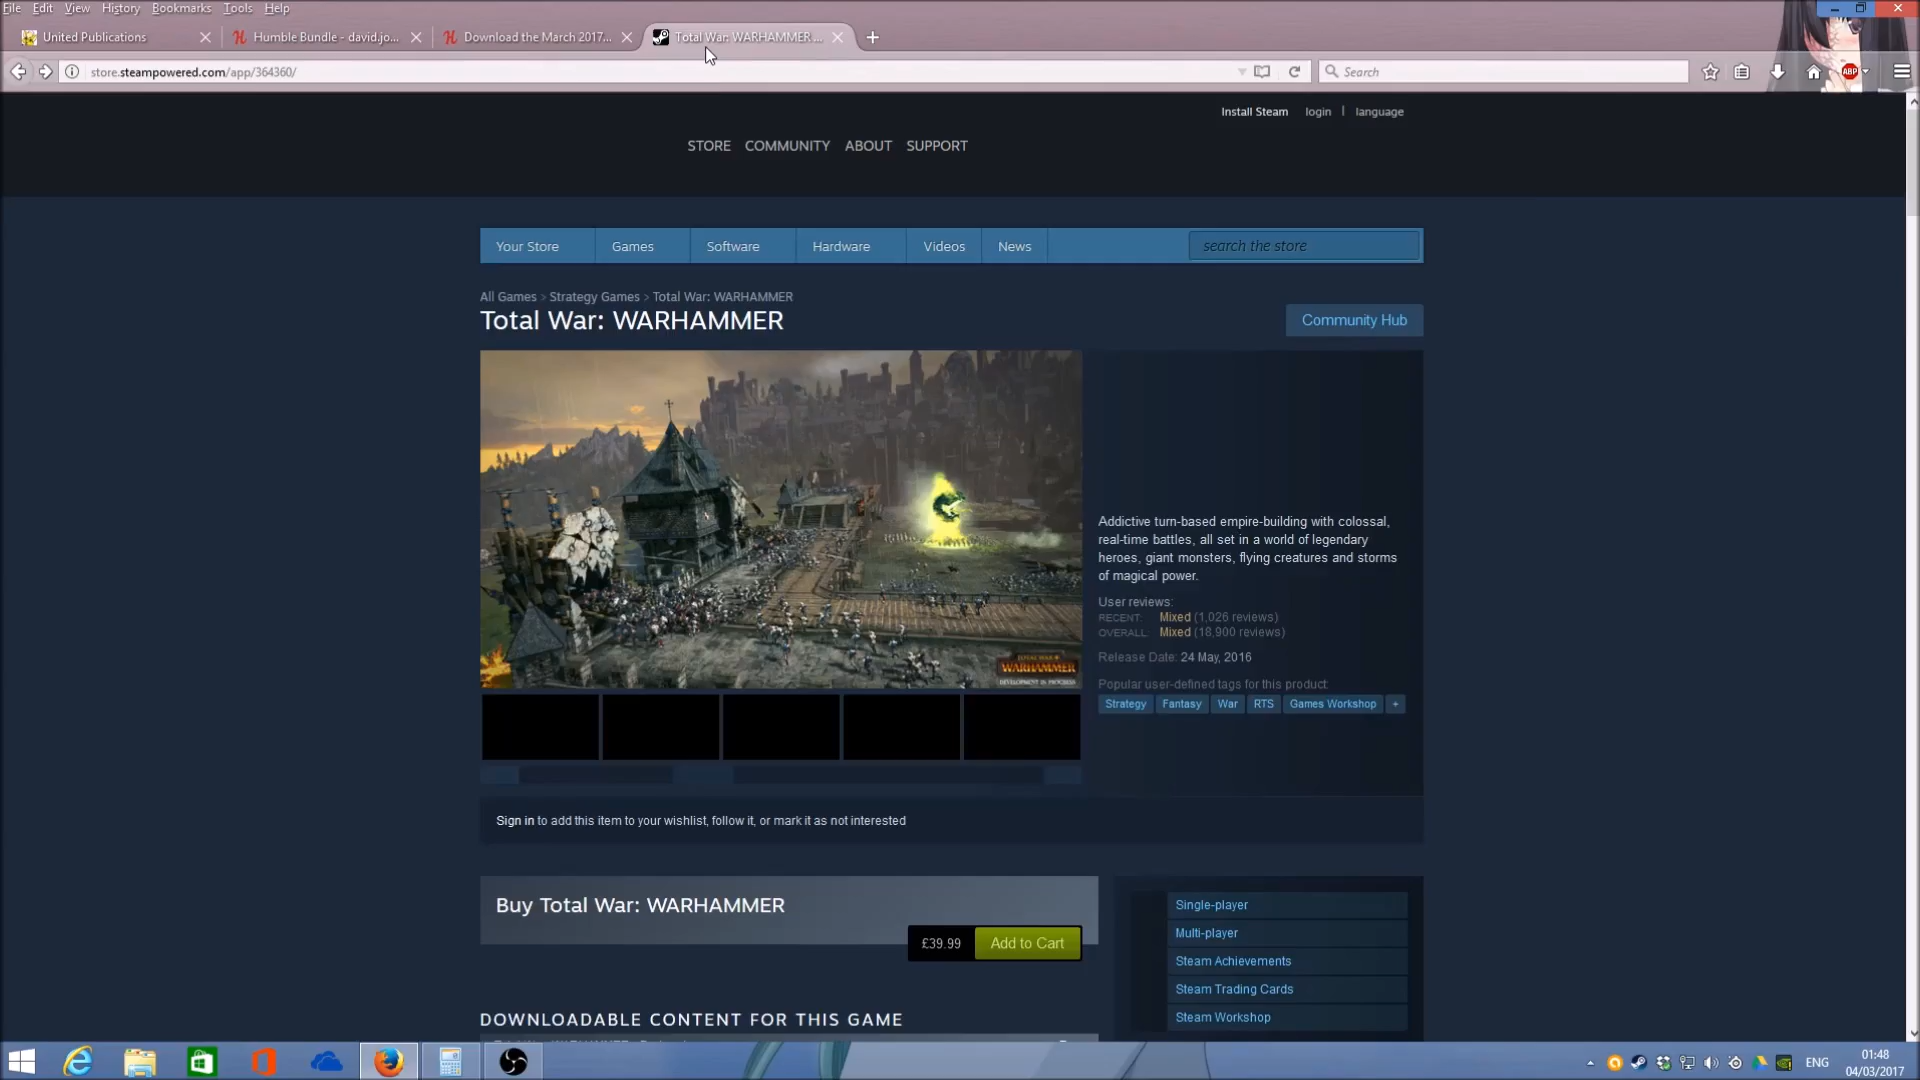 File Edit View History Bookmarks Tools Help
United Publications
Humble Bundle - david.jo...
Download the March 2017...
Total War: WARHAMMER ...
store.steampowered.com/app/364360/
Search
ABP
Install Steam login | language
STORE COMMUNITY ABOUT SUPPORT
Your Store Games Software Hardware Videos News
search the store
All Games > Strategy Games > Total War: WARHAMMER
Total War: WARHAMMER
Community Hub
TOTAL WAR
WARHAMMER
DEVELOPMENT IN PROGRESS
Addictive turn-based empire-building with colossal,
real-time battles, all set in a world of legendary
heroes, giant monsters, flying creatures and storms
of magical power.
User reviews:
RECENT: Mixed (1,026 reviews)
OVERALL: Mixed (18,900 reviews)
Release Date: 24 May, 2016
Popular user-defined tags for this product:
Strategy Fantasy War RTS Games Workshop +
Sign in to add this item to your wishlist, follow it, or mark it as not interested
Buy Total War: WARHAMMER
£39.99 Add to Cart
Single-player
Multi-player
Steam Achievements
Steam Trading Cards
Steam Workshop
DOWNLOADABLE CONTENT FOR THIS GAME
ENG
01:48
04/03/2017